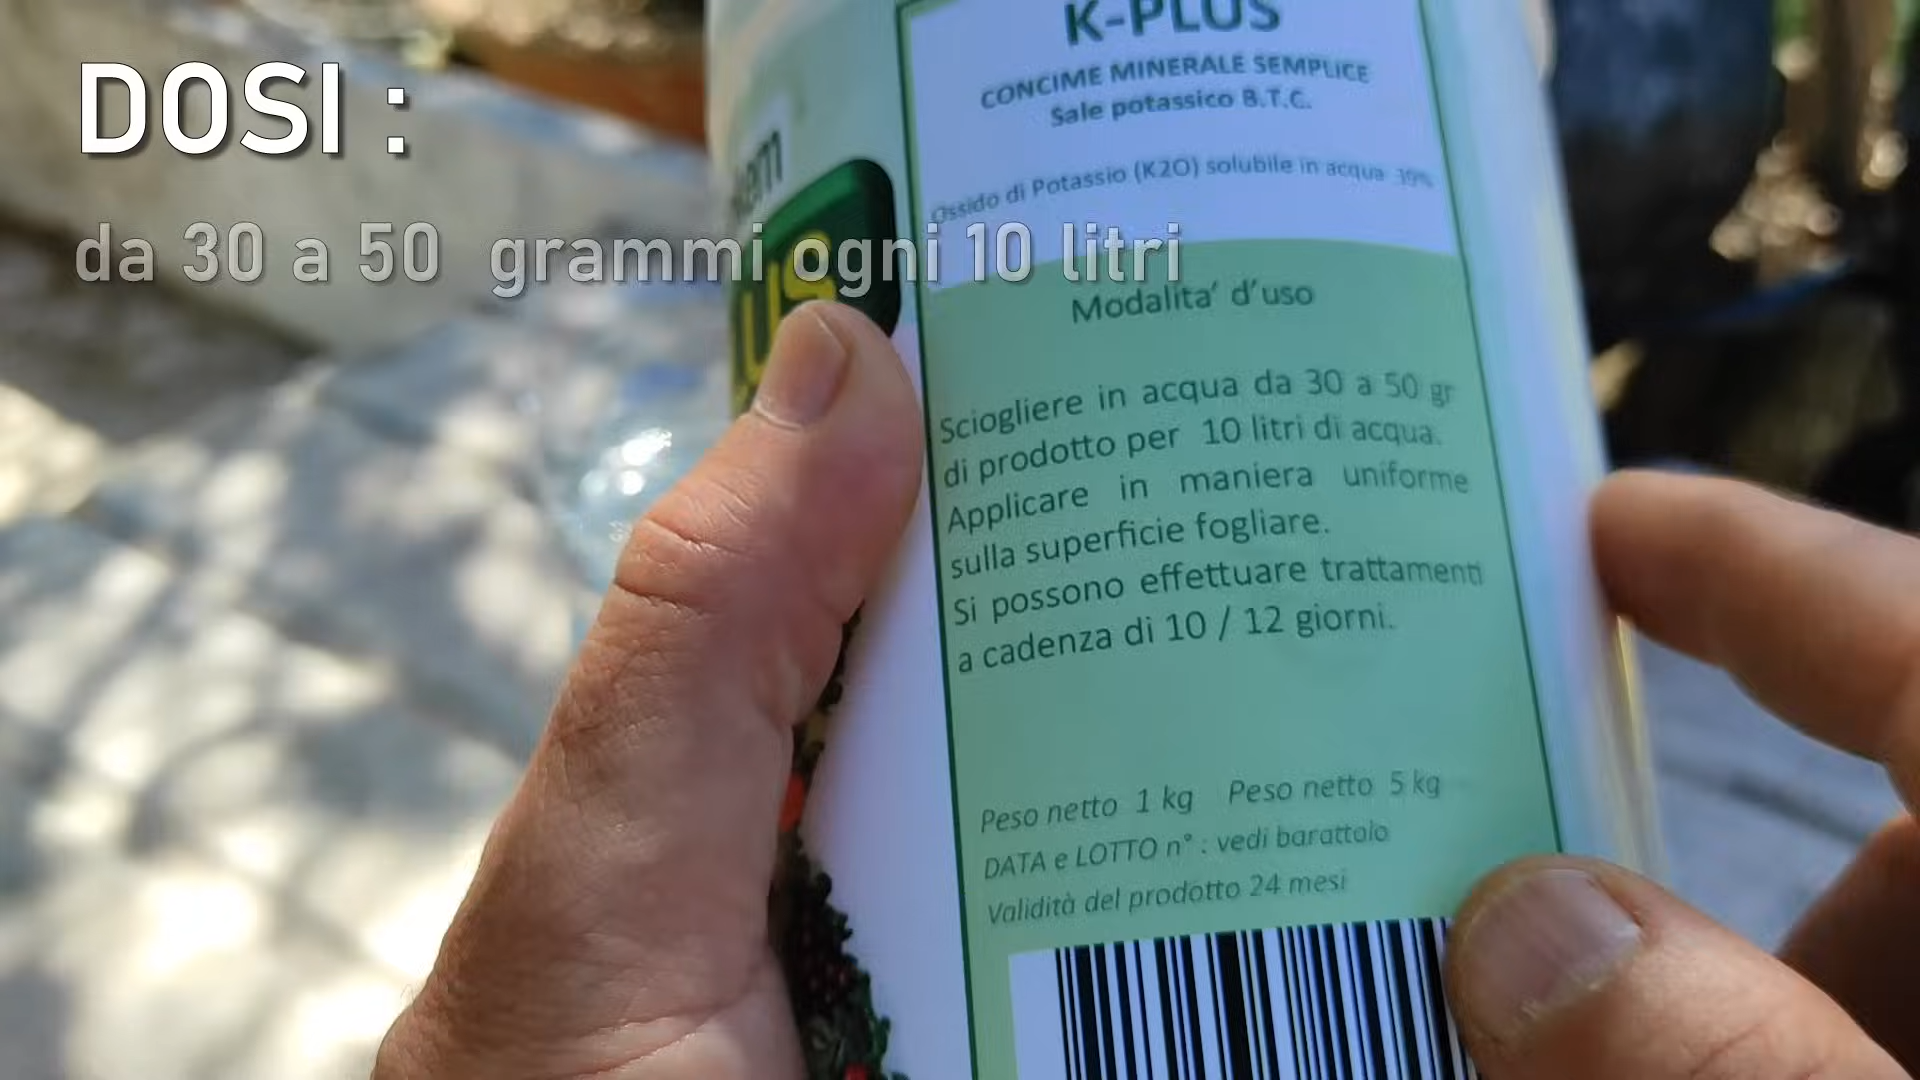 DOSI :
da 30 a 50 grammi ogni 10 litri
K-PLUS
CONCIME MINERALE SEMPLICE
Sale potassico B.T.C.
Ossido di Potassio (K2O) solubile in acqua
Modalita' d'uso
Sciogliere in acqua da 30 a 50 gr
di prodotto per 10 litri di acqua.
Applicare in maniera uniforme
sulla superficie fogliare.
Si possono effettuare trattamenti
a cadenza di 10 / 12 giorni.
Peso netto 1 kg Peso netto 5 kg
DATA e LOTTO n° : vedi barattolo
Validità del prodotto 24 mesi